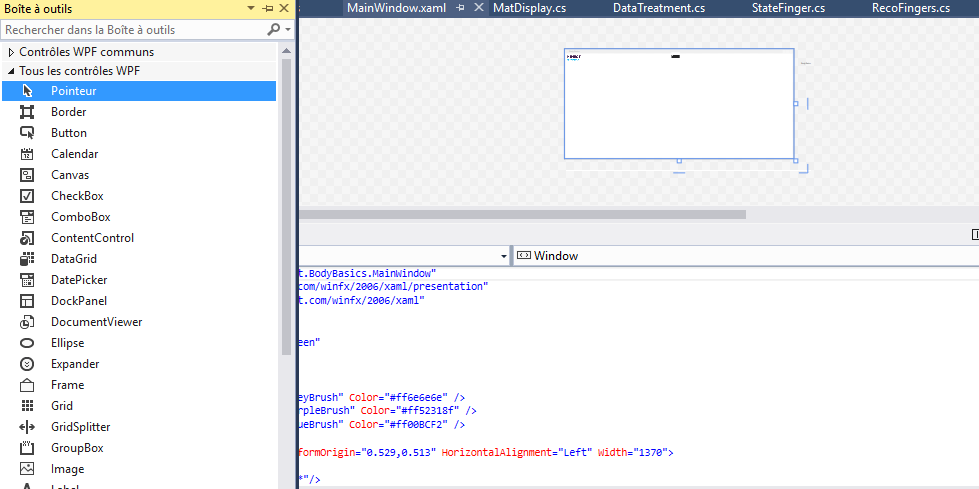 Boîte à outils
MainWindow.xaml
MatDisplay.cs
DataTreatment.cs
StateFinger.cs
RecoFingers.cs
Rechercher dans la Boîte à outils
Contrôles WPF communs
Tous les contrôles WPF
Pointeur
Border
Button
Calendar
Canvas
CheckBox
ComboBox
ContentControl
DataGrid
DatePicker
DockPanel
DocumentViewer
Ellipse
Expander
Frame
Grid
GridSplitter
GroupBox
Image
Label
Window
t.BodyBasics.MainWindow"
com/winfx/2006/xaml/presentation"
t.com/winfx/2006/xaml"
een"
eyBrush" Color="#ff6e6e6e" />
rpleBrush" Color="#ff52318f" />
ueBrush" Color="#ff00BCF2" />
formOrigin="0.529,0.513" HorizontalAlignment="Left" Width="1370">
*"/>